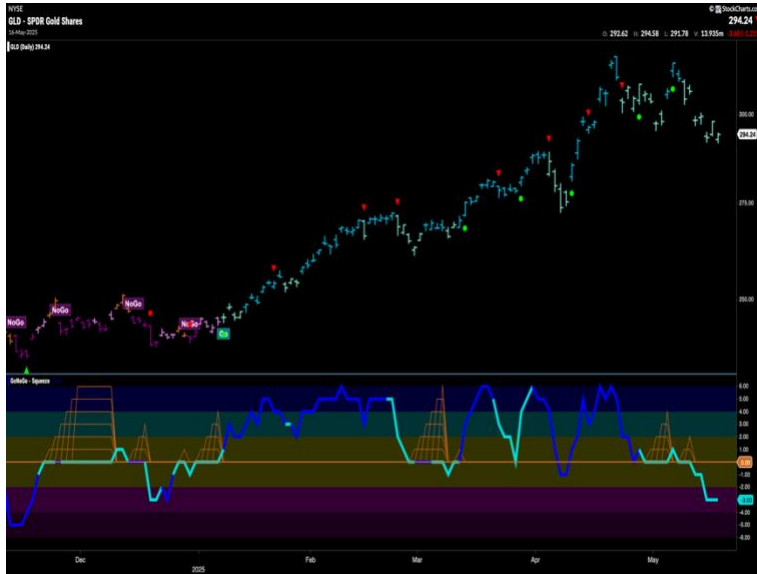 NYSE
© StockCharts.co
GLD - SPDR Gold Shares
294.24
16-May-2025
O: 292.62 H: 294.58 L: 291.78 V: 13.935m
GLD (Daily) 294.24
300.00
294.24
275.00
250.00
NoGo
NoGo
NoGo
NoGo
Go
GoNoGo - Squeeze
6.00
5.00
4.00
3.00
2.00
1.00
0.00
-1.00
-2.00
-3.00
-4.00
-5.00
-6.00
Dec
2025
Feb
Mar
Apr
May